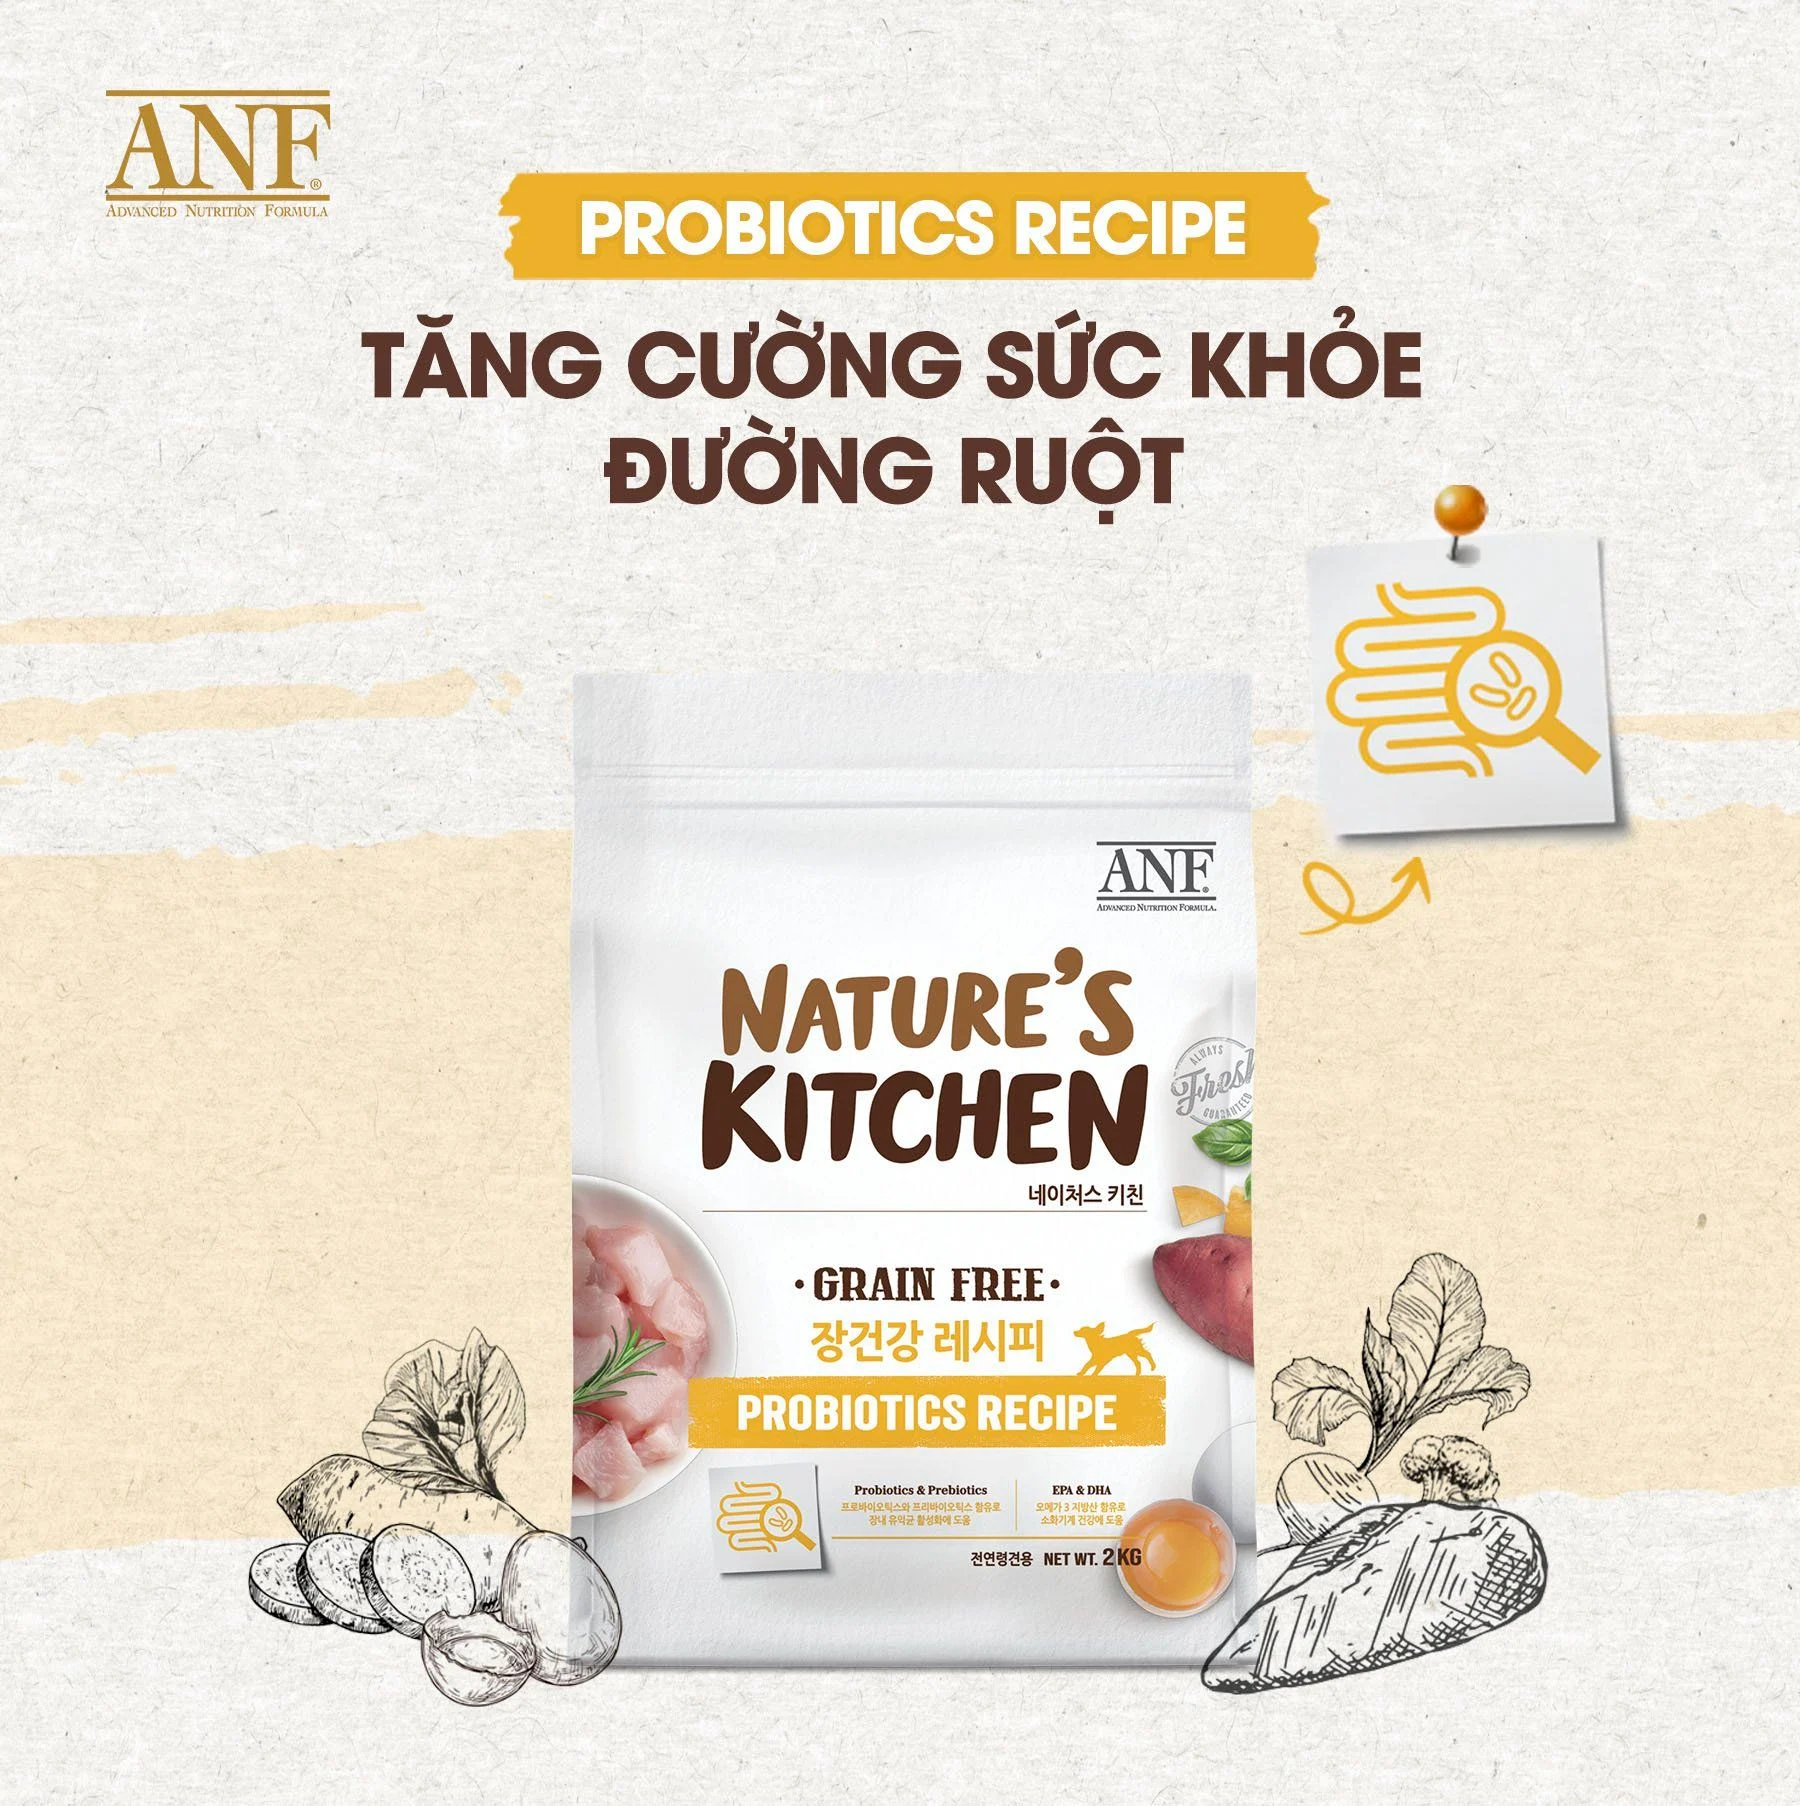 ANF®
ADVANCED NUTRITION FORMULA
PROBIOTICS RECIPE
TĂNG CƯỜNG SỨC KHỎE
ĐƯỜNG RUỘT
ANF®
ADVANCED NUTRITION FORMULA™
NATURE'S
KITCHEN
네이처스 키친
ALWAYS
Fresh
GUARANTEED
·GRAIN FREE·
장건강 레시피
PROBIOTICS RECIPE
Probiotics & Prebiotics
프로바이오틱스와 프리바이오틱스 함유로
장내 유익균 활성화에 도움
EPA & DHA
오메가 3 지방산 함유로
소화기계 건강에 도움
전연령견용 NET WT. 2KG